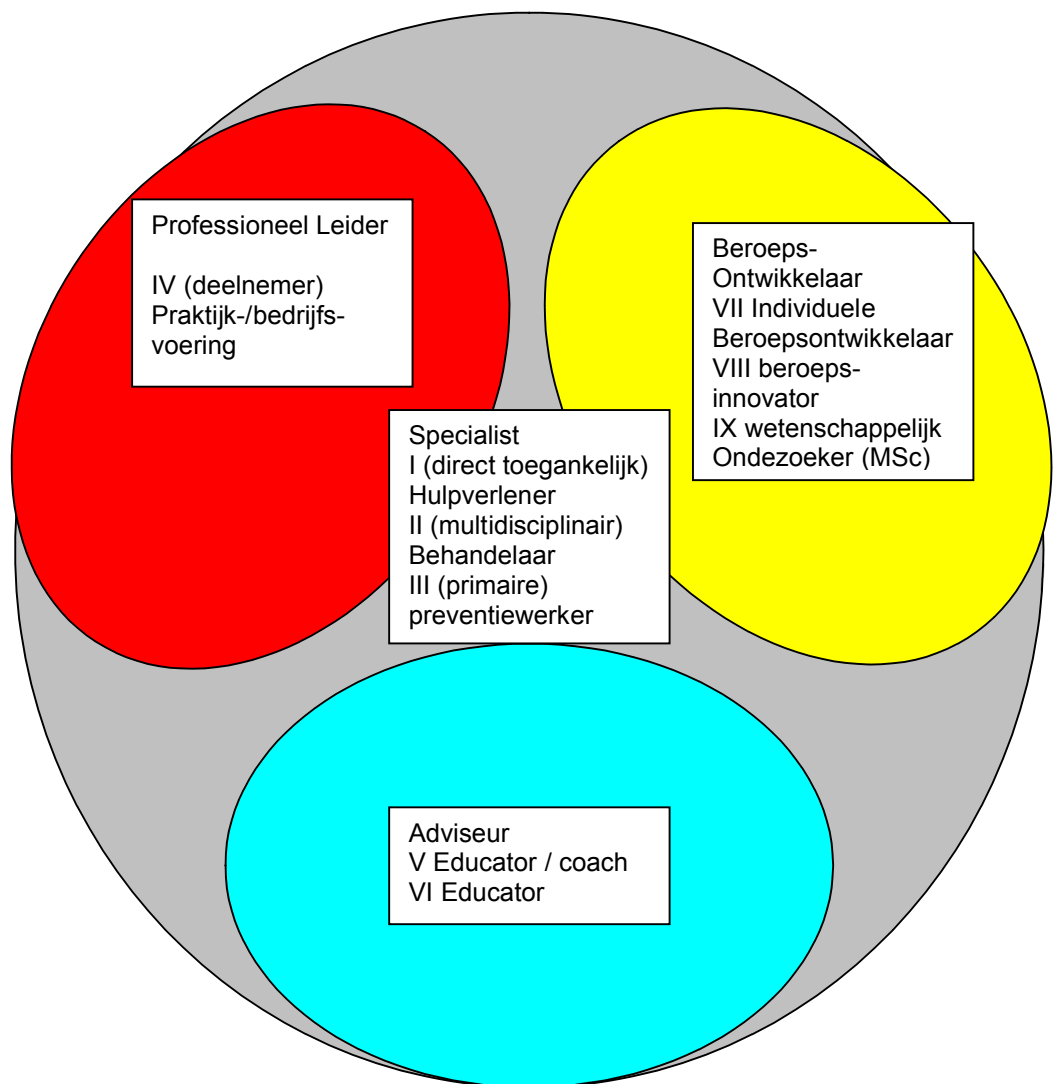 Professioneel Leider
IV (deelnemer)
Praktijk-/bedrijfs-
voering
Beroeps-
Ontwikkelaar
VII Individuele
Beroepsontwikkelaar
VIII beroeps-
innovator
IX wetenschappelijk
Ondezoeker (MSc)
Specialist
I (direct toegankelijk)
Hulpverlener
II (multidisciplinair)
Behandelaar
III (primaire)
preventiewerker
Adviseur
V Educator / coach
VI Educator